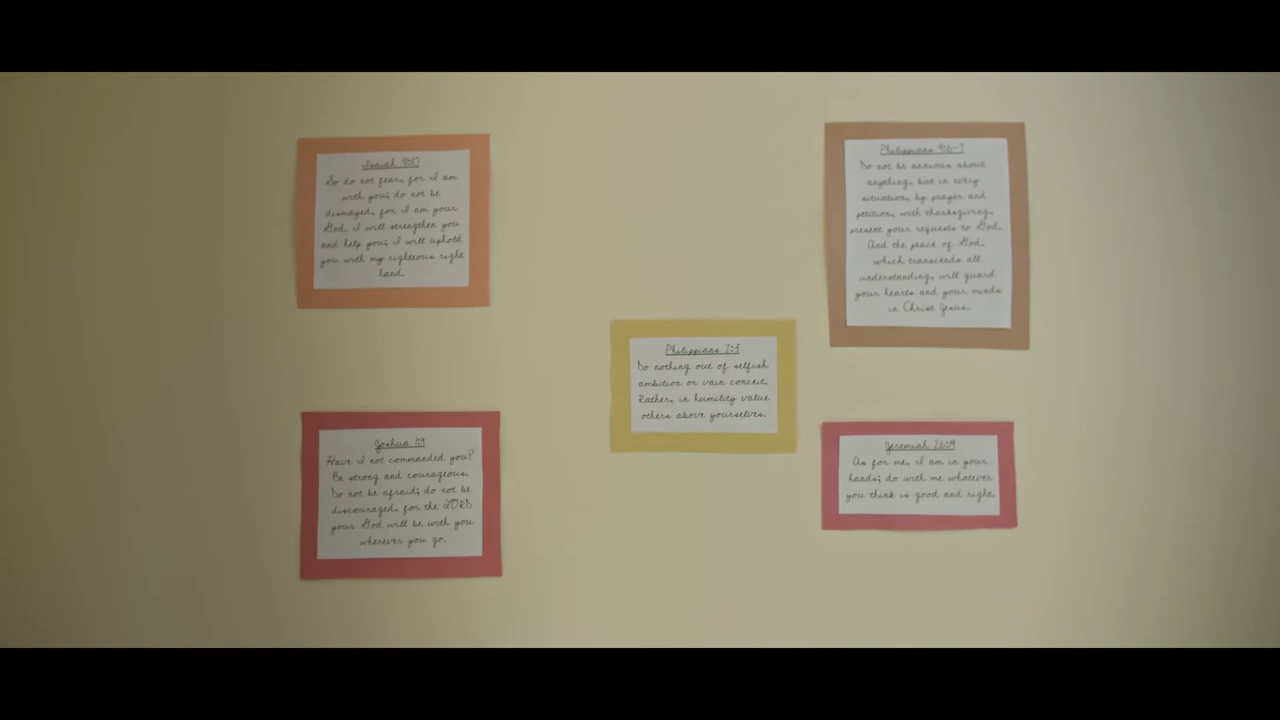 Isaiah 41:10
So do not fear, for I am
with you; do not be
dismayed, for I am your
God. I will strengthen you
and help you; I will uphold
you with my righteous right
hand.
Joshua 1:9
Have I not commanded you?
Be strong and courageous.
Do not be afraid; do not be
discouraged, for the LORD
your God will be with you
wherever you go.
Philippians 2:3
Do nothing out of selfish
ambition or vain conceit.
Rather, in humility value
others above yourselves.
Philippians 4:6-7
Do not be anxious about
anything, but in every
situation, by prayer and
petition, with thanksgiving,
present your requests to God.
And the peace of God,
which transcends all
understanding, will guard
your hearts and your minds
in Christ Jesus.
Jeremiah 26:14
As for me, I am in your
hands; do with me whatever
you think is good and right.